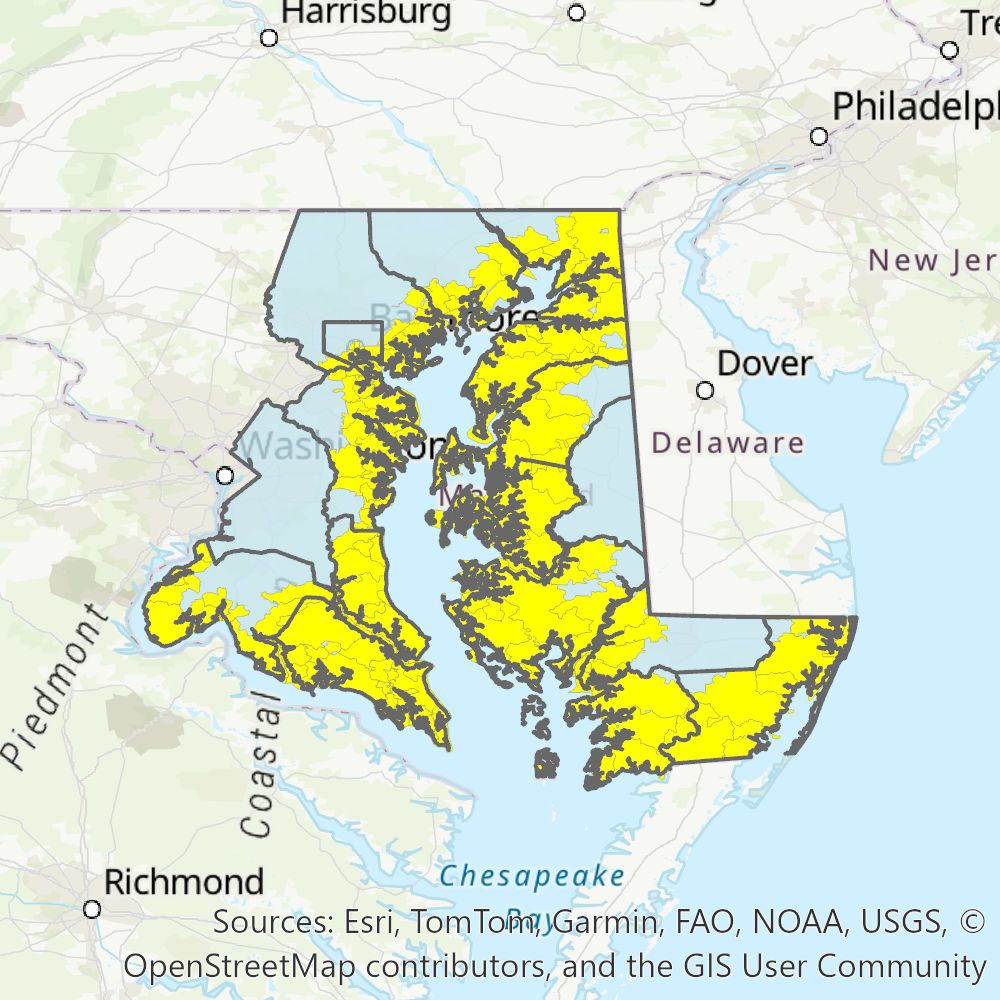 Harrisburg
Philadelph
New Jer
Dover
Delaware
Piedmont
Coastal
Richmond
Chesapeake
Bay
Sources: Esri, TomTom, Garmin, FAO, NOAA, USGS, ©
OpenStreetMap contributors, and the GIS User Community